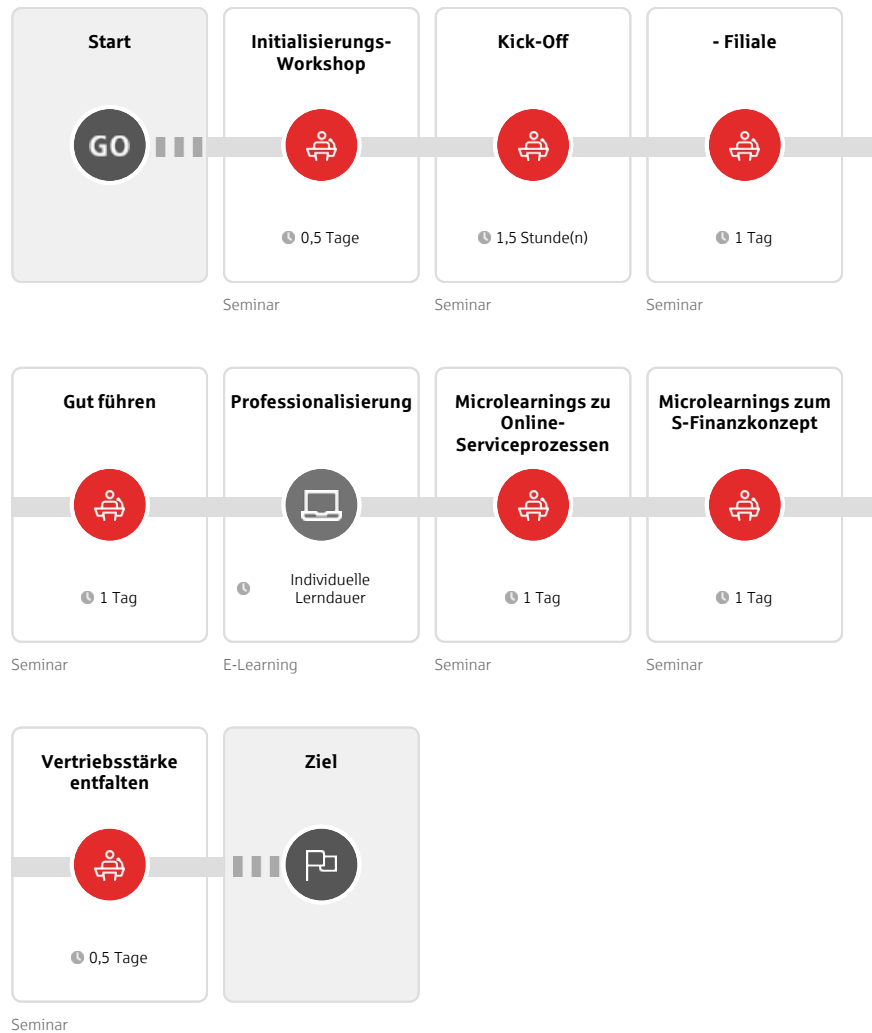 Start
Initialisierungs-
Workshop
Kick-Off
- Filiale
GO
0,5 Tage
1,5 Stunde(n)
1 Tag
Seminar
Seminar
Seminar
Gut führen
Professionalisierung
Microlearnings zu
Online-
Serviceprozessen
Microlearnings zum
S-Finanzkonzept
1 Tag
Individuelle
Lerndauer
1 Tag
1 Tag
Seminar
E-Learning
Seminar
Seminar
Vertriebsstärke
entfalten
Ziel
0,5 Tage
Seminar